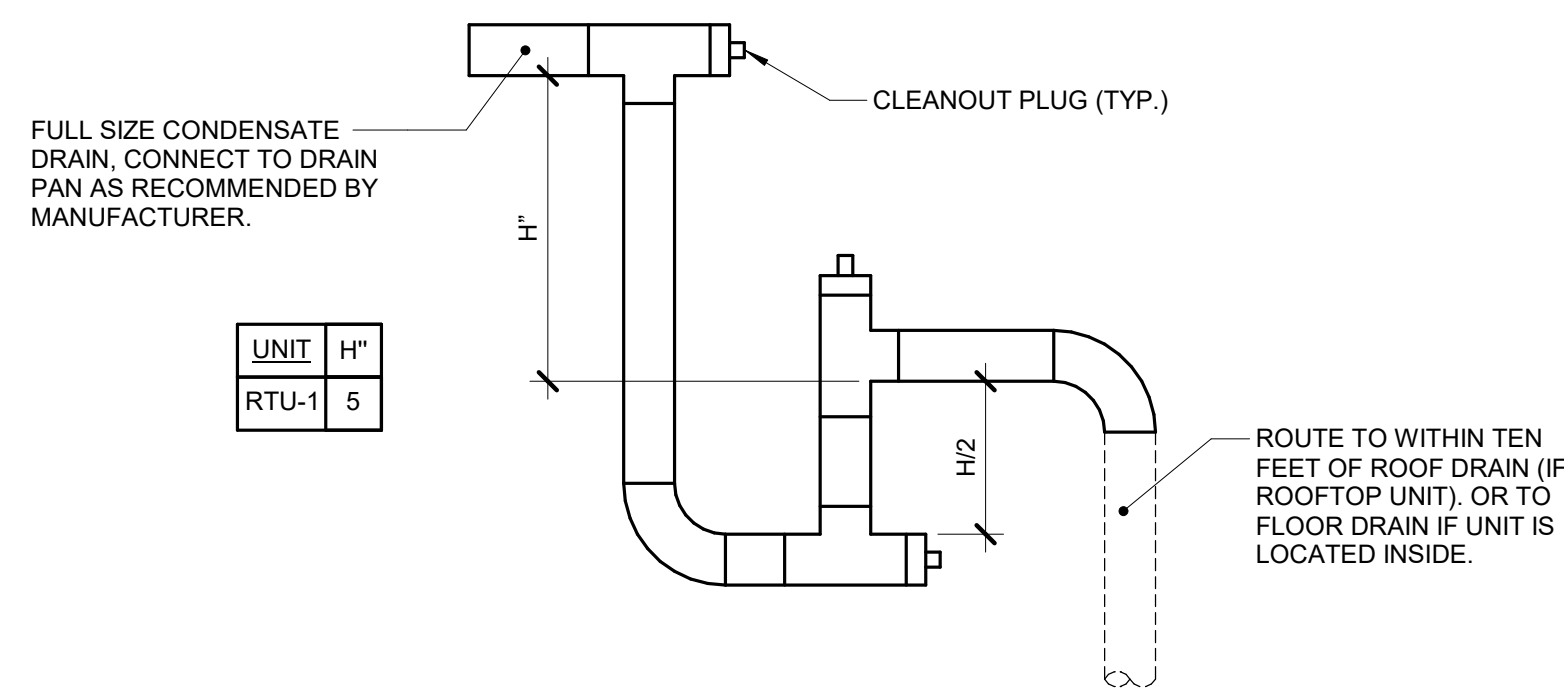 CLEANOUT PLUG (TYP.)
FULL SIZE CONDENSATE
DRAIN, CONNECT TO DRAIN
PAN AS RECOMMENDED BY
MANUFACTURER.
H"
UNIT H"
RTU-1 5
H/2
ROUTE TO WITHIN TEN
FEET OF ROOF DRAIN (IF
ROOFTOP UNIT). OR TO
FLOOR DRAIN IF UNIT IS
LOCATED INSIDE.